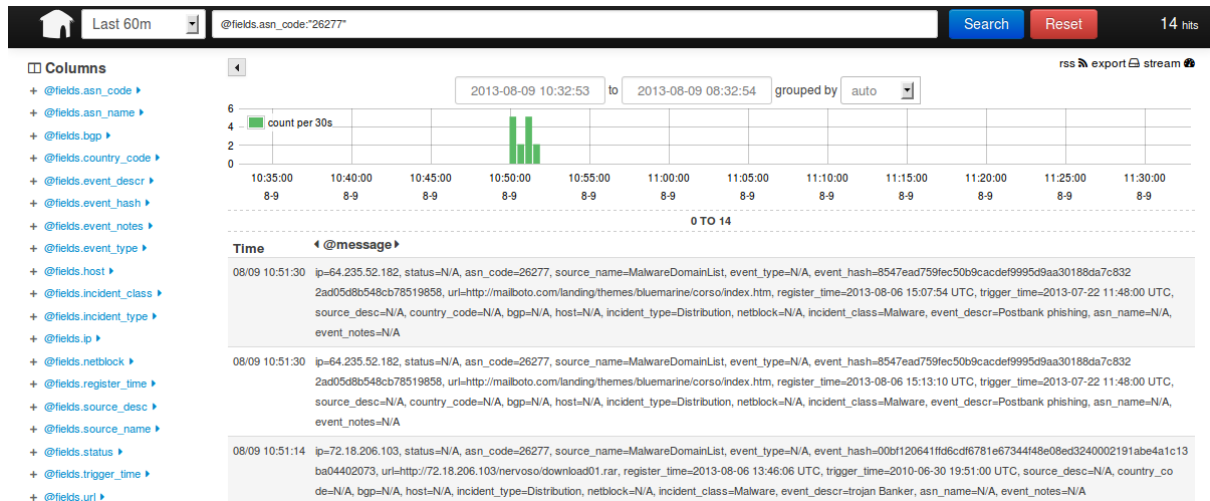 Last 60m @fields.asn_code:"26277" Search Reset 14 hits
Columns
rss export stream
+ @fields.asn_code
+ @fields.asn_name
+ @fields.bgp
+ @fields.country_code
+ @fields.event_descr
+ @fields.event_hash
+ @fields.event_notes
+ @fields.event_type
+ @fields.host
+ @fields.incident_class
+ @fields.incident_type
+ @fields.ip
+ @fields.netblock
+ @fields.register_time
+ @fields.source_desc
+ @fields.source_name
+ @fields.status
+ @fields.trigger_time
+ @fields.url
2013-08-09 10:32:53 to 2013-08-09 08:32:54 grouped by auto
6
4
2
0
count per 30s
10:35:00 10:40:00 10:45:00 10:50:00 10:55:00 11:00:00 11:05:00 11:10:00 11:15:00 11:20:00 11:25:00 11:30:00
8-9 8-9 8-9 8-9 8-9 8-9 8-9 8-9 8-9 8-9 8-9 8-9
0 TO 14
Time @message
08/09 10:51:30 ip=64.235.52.182, status=N/A, asn_code=26277, source_name=MalwareDomainList, event_type=N/A, event_hash=8547ead759fec50b9cacdef9995d9aa30188da7c832
2ad05d8b548cb78519858, url=http://mailboto.com/landing/themes/bluemarine/corso/index.htm, register_time=2013-08-06 15:07:54 UTC, trigger_time=2013-07-22 11:48:00 UTC,
source_desc=N/A, country_code=N/A, bgp=N/A, host=N/A, incident_type=Distribution, netblock=N/A, incident_class=Malware, event_descr=Postbank phishing, asn_name=N/A,
event_notes=N/A
08/09 10:51:30 ip=64.235.52.182, status=N/A, asn_code=26277, source_name=MalwareDomainList, event_type=N/A, event_hash=8547ead759fec50b9cacdef9995d9aa30188da7c832
2ad05d8b548cb78519858, url=http://mailboto.com/landing/themes/bluemarine/corso/index.htm, register_time=2013-08-06 15:13:10 UTC, trigger_time=2013-07-22 11:48:00 UTC,
source_desc=N/A, country_code=N/A, bgp=N/A, host=N/A, incident_type=Distribution, netblock=N/A, incident_class=Malware, event_descr=Postbank phishing, asn_name=N/A,
event_notes=N/A
08/09 10:51:14 ip=72.18.206.103, status=N/A, asn_code=26277, source_name=MalwareDomainList, event_type=N/A, event_hash=00bf120641ffd6cdf6781e67344f48e08ed3240002191abe4a1c13
ba04402073, url=http://72.18.206.103/nervoso/download01.rar, register_time=2013-08-06 13:46:06 UTC, trigger_time=2010-06-30 19:51:00 UTC, source_desc=N/A, country_co
de=N/A, bgp=N/A, host=N/A, incident_type=Distribution, netblock=N/A, incident_class=Malware, event_descr=trojan Banker, asn_name=N/A, event_notes=N/A